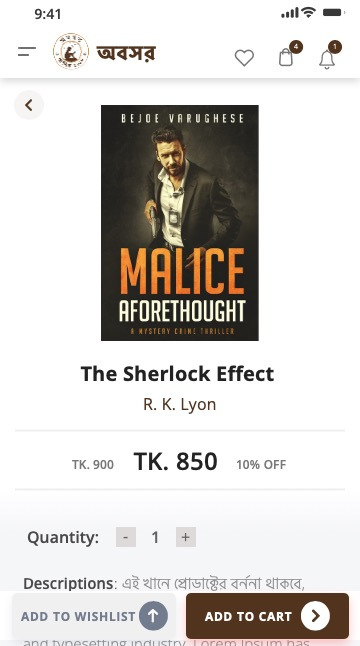 9:41
অবসর
4
1
BEJOE VARUGHESE
MALICE
AFORETHOUGHT
A MYSTERY CRIME THRILLER
The Sherlock Effect
R. K. Lyon
TK. 900 TK. 850 10% OFF
Quantity: - 1 +
Descriptions: এই খানে প্রোডাক্টের বর্ননা থাকবে,
ADD TO WISHLIST
ADD TO CART
and typesetting industry. Lorem Ipsum has